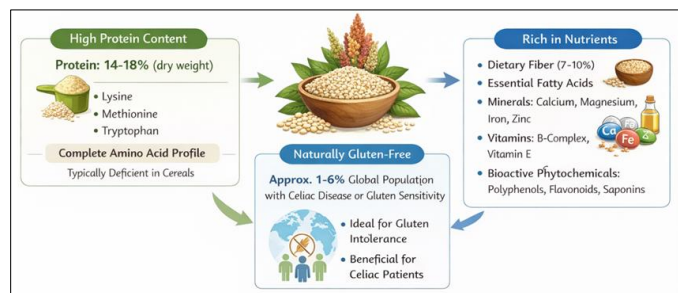 High Protein Content
Protein: 14-18% (dry weight)
• Lysine
• Methionine
• Tryptophan
Complete Amino Acid Profile
Typically Deficient in Cereals
Rich in Nutrients
• Dietary Fiber (7-10%)
• Essential Fatty Acids
• Minerals: Calcium, Magnesium,
Iron, Zinc
• Vitamins: B-Complex,
Vitamin E
• Bioactive Phytochemicals:
Polyphenols, Flavonoids, Saponins
Ca
Fe
Naturally Gluten-Free
Approx. 1-6% Global Population
with Celiac Disease or Gluten Sensitivity
• Ideal for Gluten
Intolerance
• Beneficial for
Celiac Patients